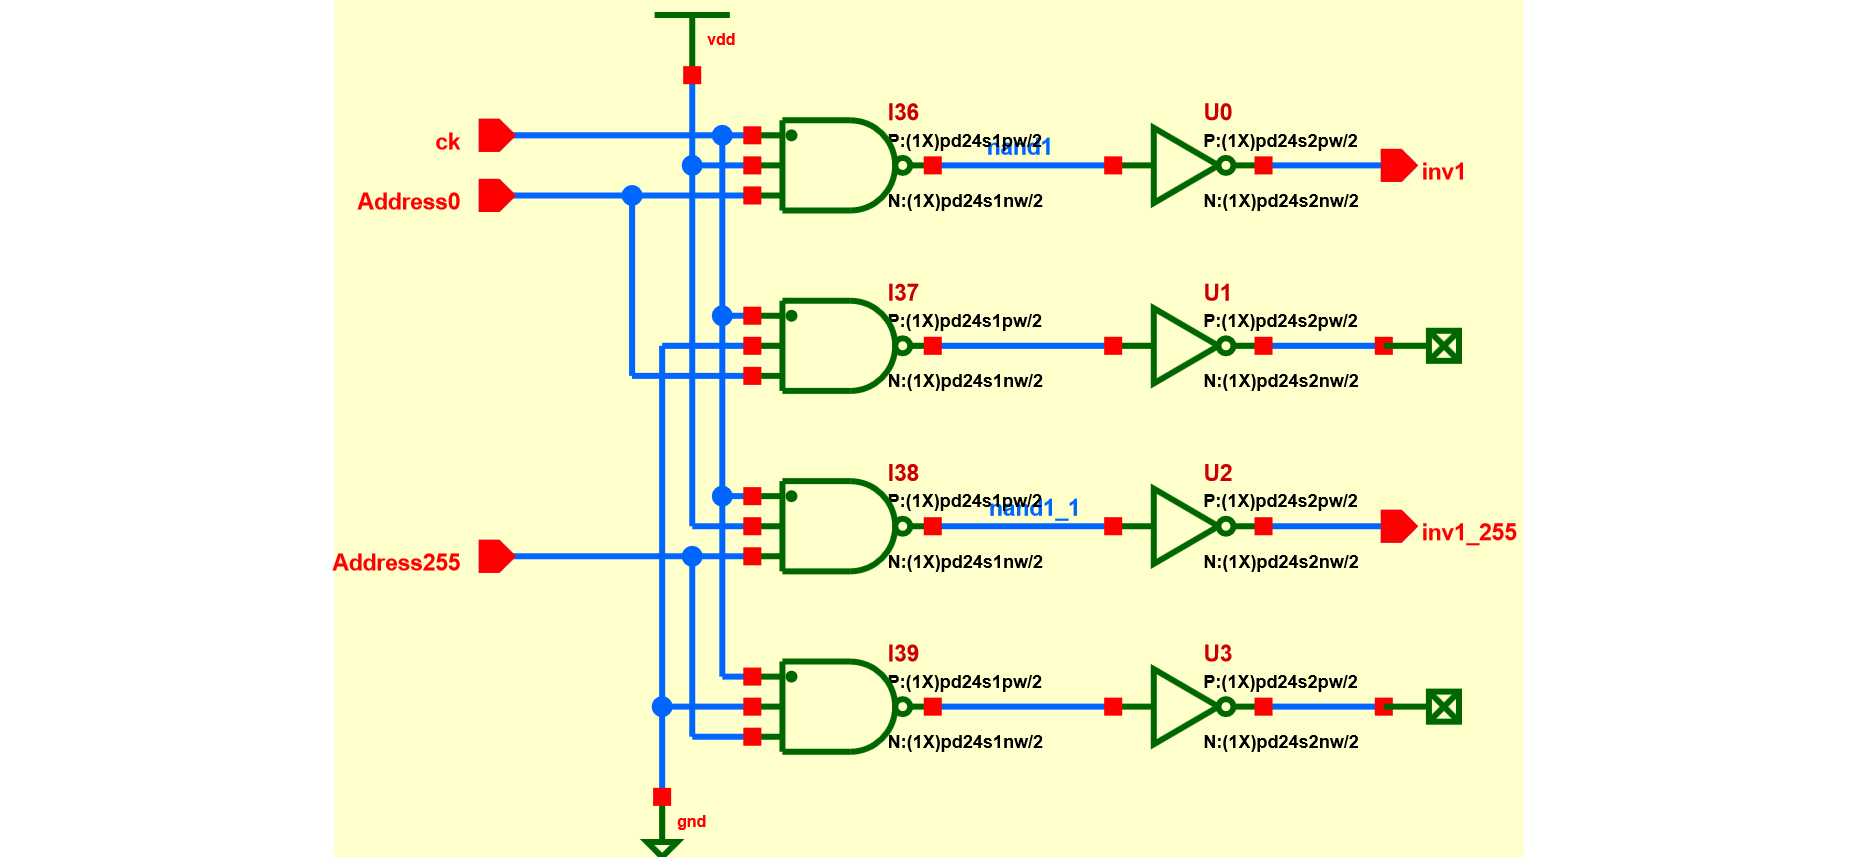 vdd
ck
I36
P:(1X)pd24s1pw/2
nand1
U0
P:(1X)pd24s2pw/2
inv1
Address0
N:(1X)pd24s1nw/2
N:(1X)pd24s2nw/2
I37
P:(1X)pd24s1pw/2
U1
P:(1X)pd24s2pw/2
N:(1X)pd24s1nw/2
N:(1X)pd24s2nw/2
I38
P:(1X)pd24s1pw/2
nand1_1
U2
P:(1X)pd24s2pw/2
inv1_255
Address255
N:(1X)pd24s1nw/2
N:(1X)pd24s2nw/2
I39
P:(1X)pd24s1pw/2
U3
P:(1X)pd24s2pw/2
N:(1X)pd24s1nw/2
N:(1X)pd24s2nw/2
gnd